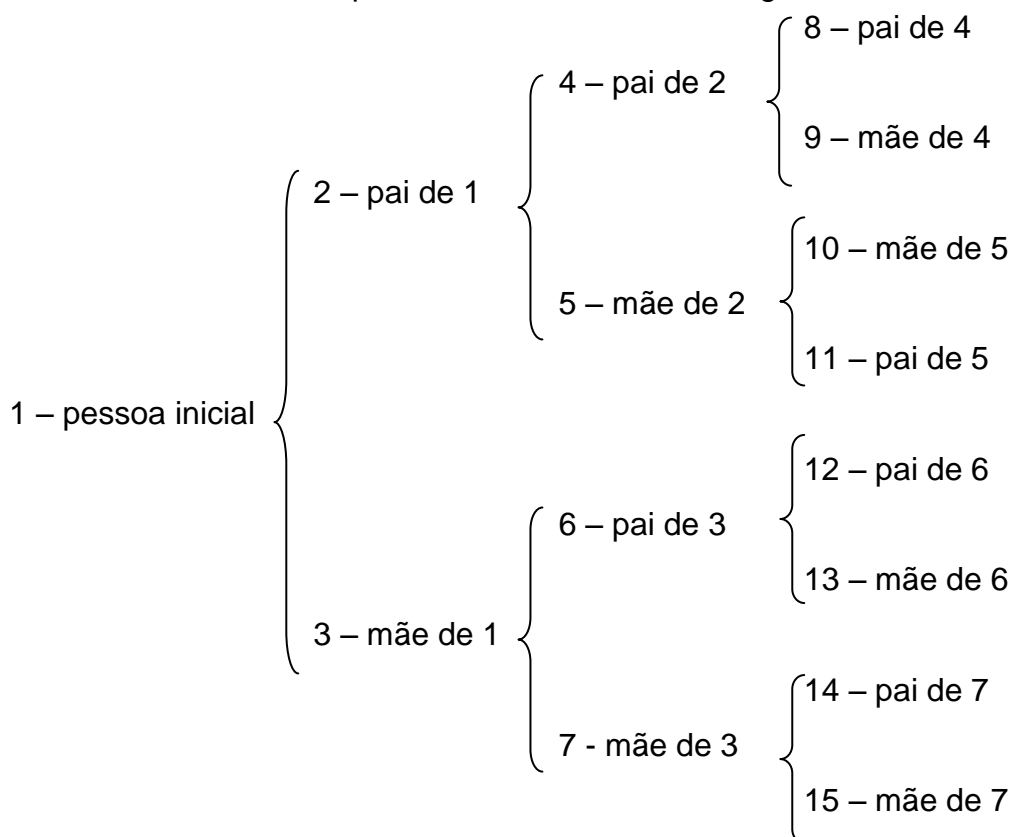 8 – pai de 4
4 – pai de 2
9 – mãe de 4
2 – pai de 1
10 – mãe de 5
5 – mãe de 2
11 – pai de 5
1 – pessoa inicial
12 – pai de 6
6 – pai de 3
13 – mãe de 6
3 – mãe de 1
14 – pai de 7
7 - mãe de 3
15 – mãe de 7